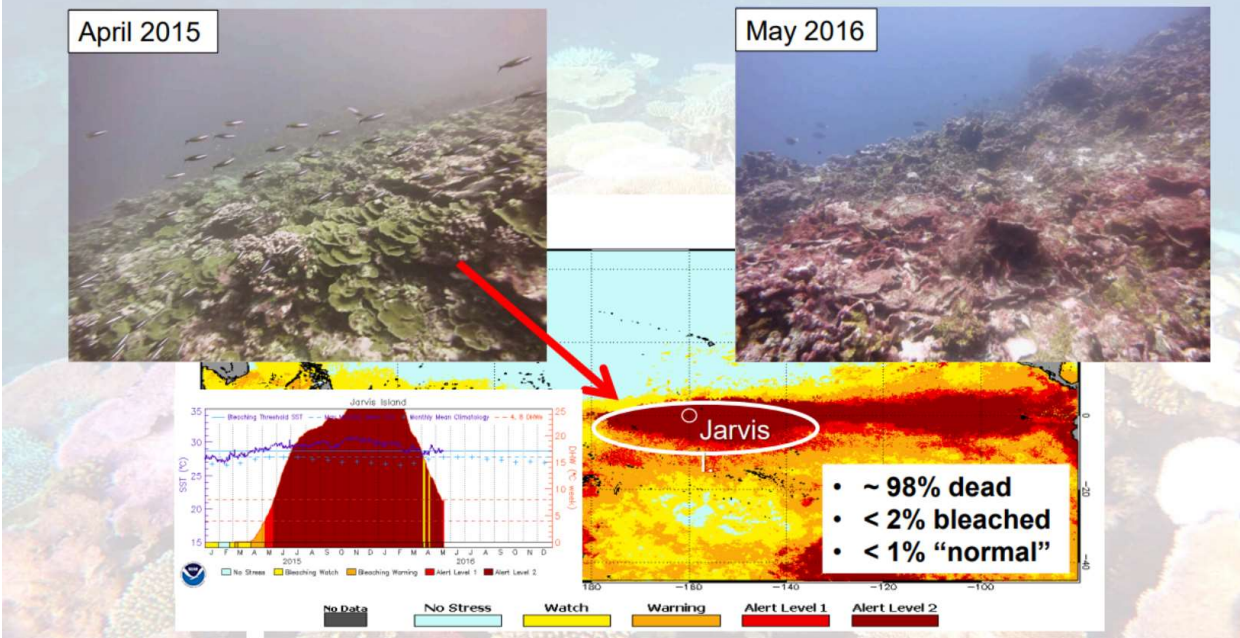 April 2015
May 2016
Jarvis
• ~ 98% dead
• < 2% bleached
• < 1% “normal”
Jarvis Island
Bleaching Threshold SST
Monthly Mean Climatology
4, 8 DHWs
SST (°C)
35
30
25
20
15
25
20
15
10
5
0
DHW (°C week)
J F M A M J J A S O N D J F M A M J J A S O N D
2015 2016
No Stress Bleaching Watch Bleaching Warning Alert Level 1 Alert Level 2
0
-20
-40
180 -160 -140 -120 -100
No Data No Stress Watch Warning Alert Level 1 Alert Level 2